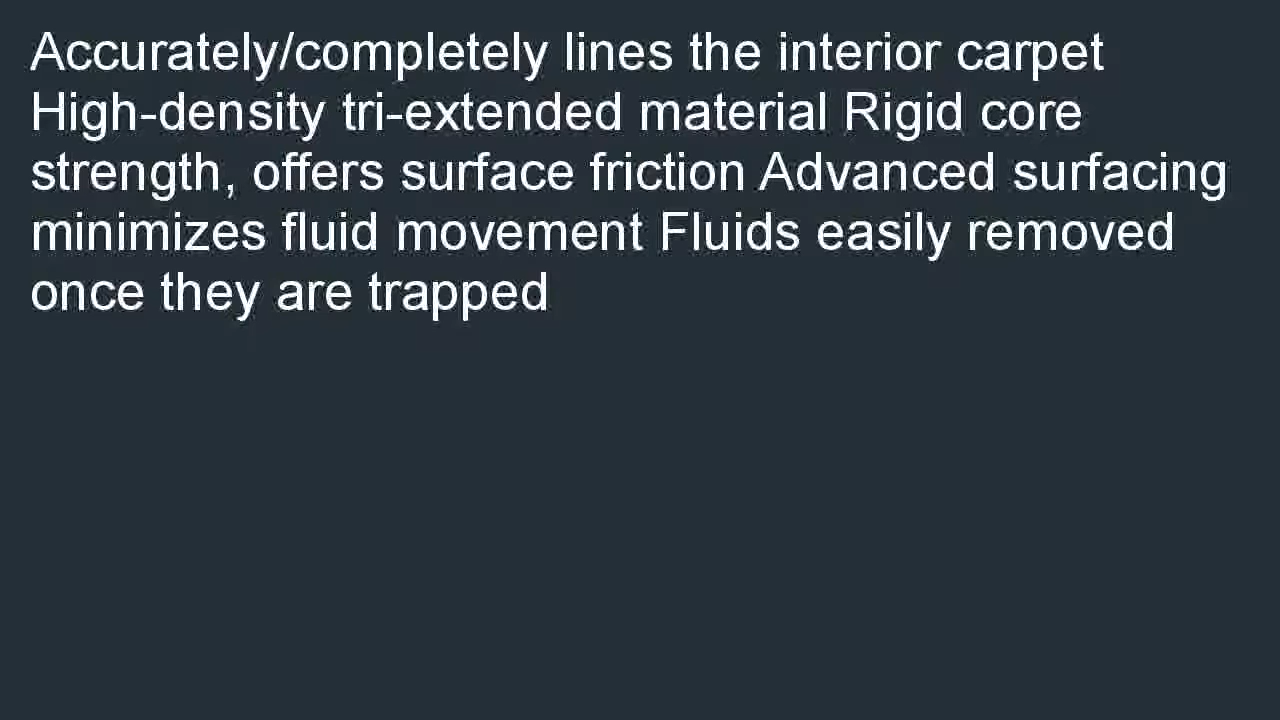 Accurately/completely lines the interior carpet
High-density tri-extended material Rigid core
strength, offers surface friction Advanced surfacing
minimizes fluid movement Fluids easily removed
once they are trapped